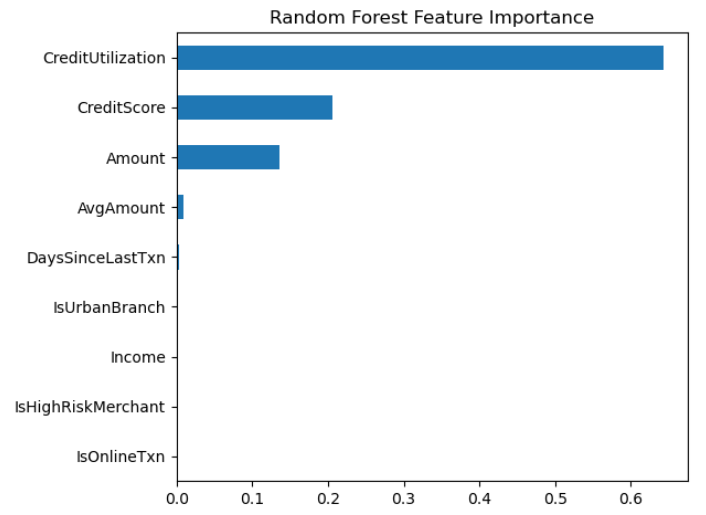 Random Forest Feature Importance
CreditUtilization
CreditScore
Amount
AvgAmount
DaysSinceLastTxn
IsUrbanBranch
Income
IsHighRiskMerchant
IsOnlineTxn
0.0 0.1 0.2 0.3 0.4 0.5 0.6